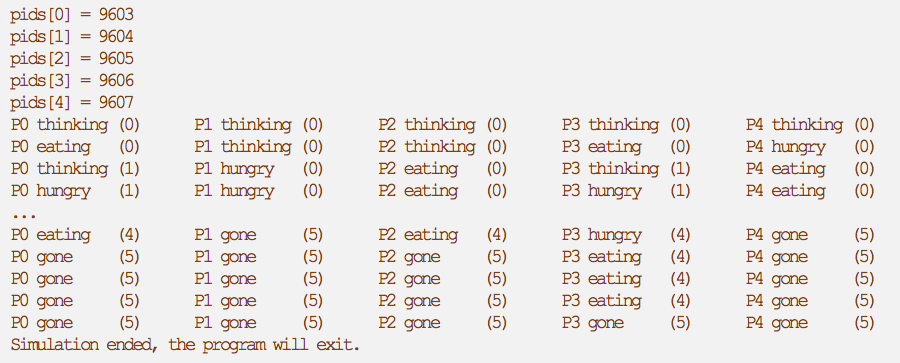 pids[0] = 9603
pids[1] = 9604
pids[2] = 9605
pids[3] = 9606
pids[4] = 9607
P0 thinking (0) P1 thinking (0) P2 thinking (0) P3 thinking (0) P4 thinking (0)
P0 eating (0) P1 thinking (0) P2 thinking (0) P3 eating (0) P4 hungry (0)
P0 thinking (1) P1 hungry (0) P2 eating (0) P3 thinking (1) P4 eating (0)
P0 hungry (1) P1 hungry (0) P2 eating (0) P3 hungry (1) P4 eating (0)
...
P0 eating (4) P1 gone (5) P2 eating (4) P3 hungry (4) P4 gone (5)
P0 gone (5) P1 gone (5) P2 gone (5) P3 eating (4) P4 gone (5)
P0 gone (5) P1 gone (5) P2 gone (5) P3 eating (4) P4 gone (5)
P0 gone (5) P1 gone (5) P2 gone (5) P3 eating (4) P4 gone (5)
P0 gone (5) P1 gone (5) P2 gone (5) P3 gone (5) P4 gone (5)
Simulation ended, the program will exit.